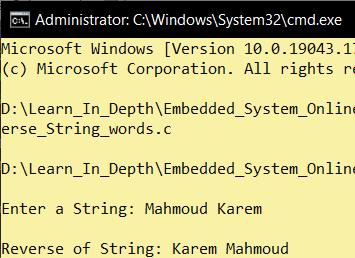 Administrator: C:\Windows\System32\cmd.exe
Microsoft Windows [Version 10.0.19043.17
(c) Microsoft Corporation. All rights re
D:\Learn_In_Depth\Embedded_System_Online
erse_String_words.c
D:\Learn_In_Depth\Embedded_System_Online
Enter a String: Mahmoud Karem
Reverse of String: Karem Mahmoud